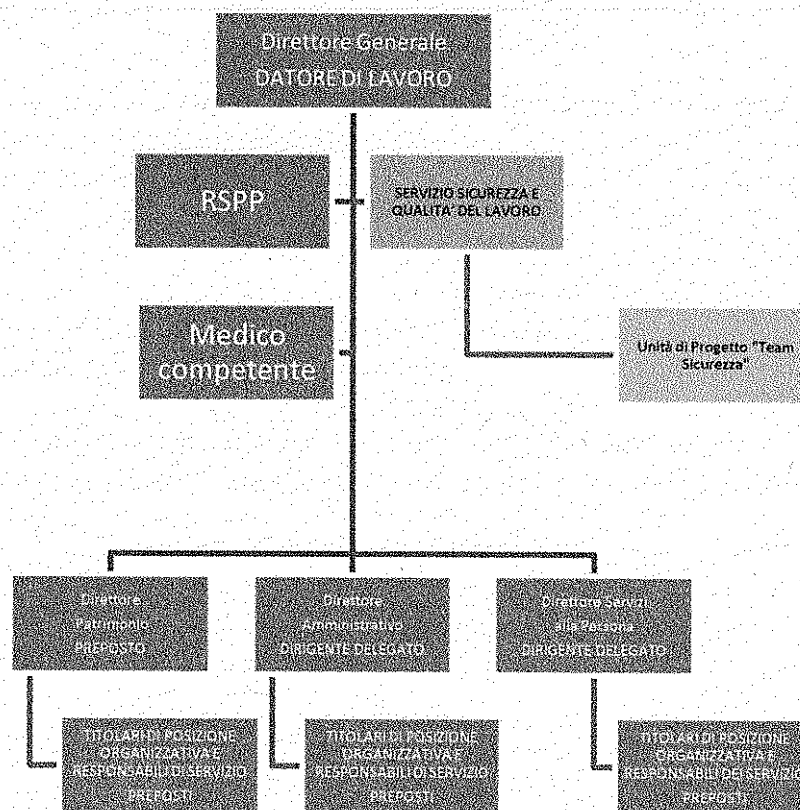 Direttore Generale
DATORE DI LAVORO
RSPP
SERVIZIO SICUREZZA E
QUALITA' DEL LAVORO
Medico
competente
Unità di Progetto "Team
Sicurezza"
Direttore
Patrimonio
PREPOSTO
Direttore
Amministrativo
DIRIGENTE DELEGATO
Direttore Servizi
alla Persona
DIRIGENTE DELEGATO
TITOLARI DI POSIZIONE
ORGANIZZATIVA E
RESPONSABILI DI SERVIZIO
PREPOSTI
TITOLARI DI POSIZIONE
ORGANIZZATIVA E
RESPONSABILI DI SERVIZIO
PREPOSTI
TITOLARI DI POSIZIONE
ORGANIZZATIVA E
RESPONSABILI DEI SERVIZIO
PREPOSTI